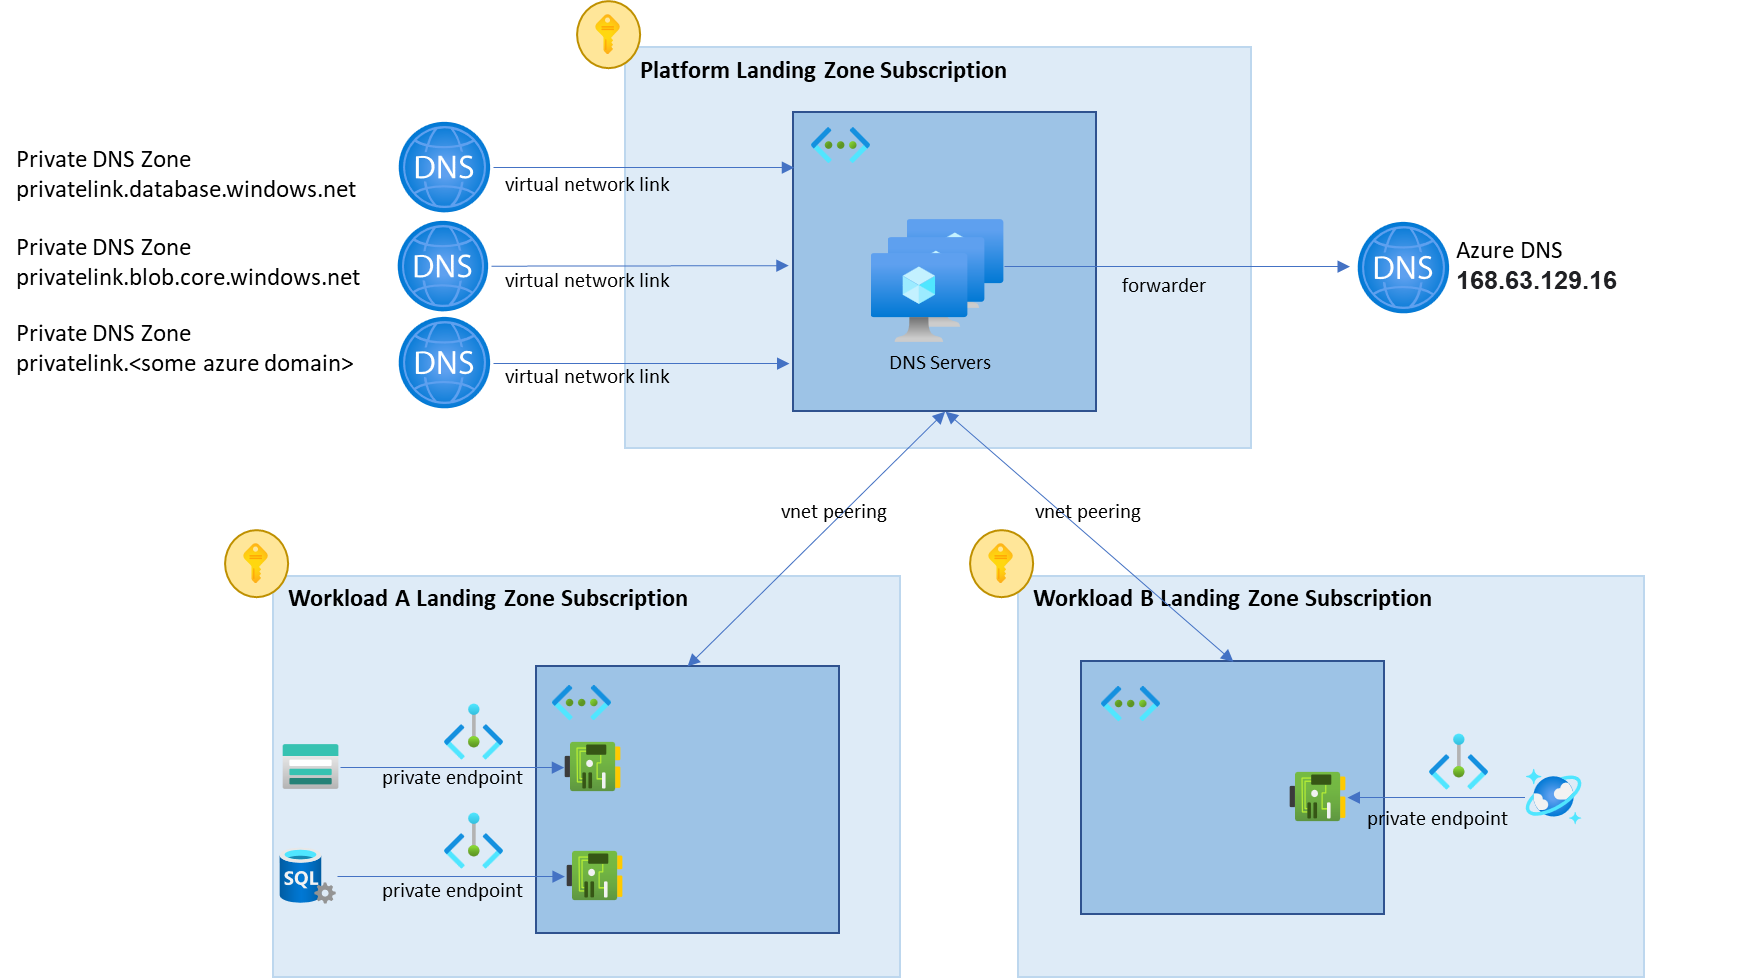 Platform Landing Zone Subscription
Private DNS Zone
privatelink.database.windows.net
DNS
virtual network link
Private DNS Zone
privatelink.blob.core.windows.net
DNS
virtual network link
Private DNS Zone
privatelink.<some azure domain>
DNS
virtual network link
DNS Servers
forwarder
DNS
Azure DNS
168.63.129.16
vnet peering
vnet peering
Workload A Landing Zone Subscription
private endpoint
SQL
private endpoint
Workload B Landing Zone Subscription
private endpoint